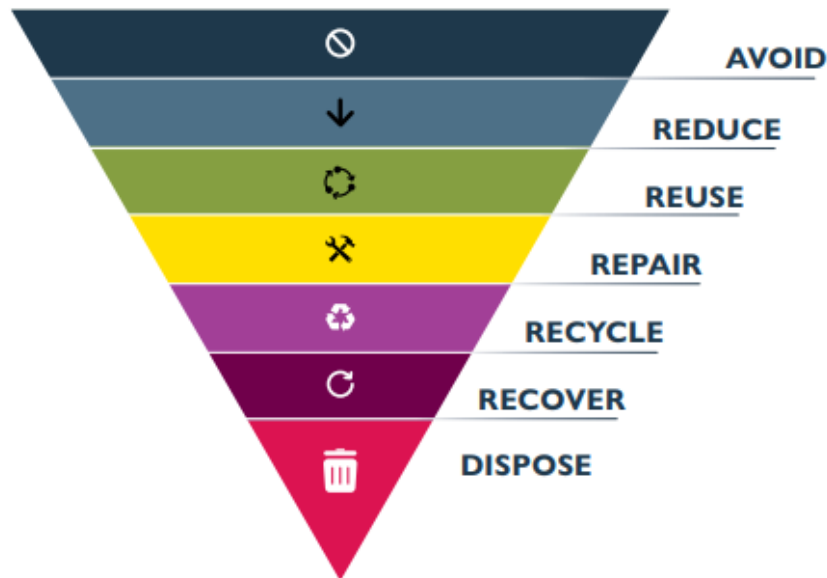 AVOID
REDUCE
REUSE
REPAIR
RECYCLE
RECOVER
DISPOSE